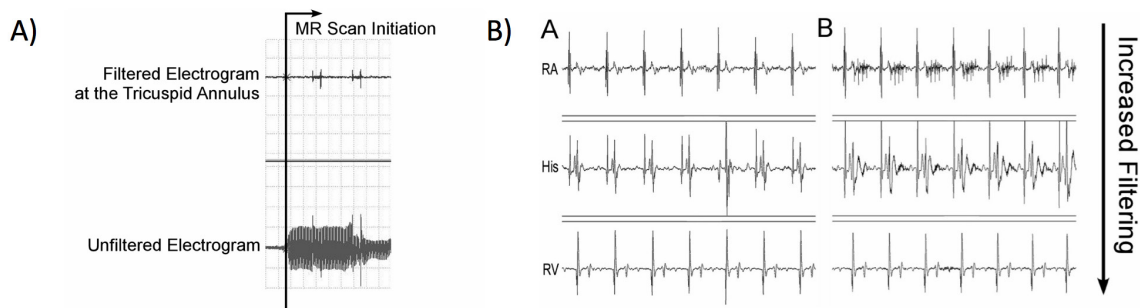 A)
MR Scan Initiation
Filtered Electrogram
at the Tricuspid Annulus
Unfiltered Electrogram
B)
A
B
RA
His
RV
Increased Filtering